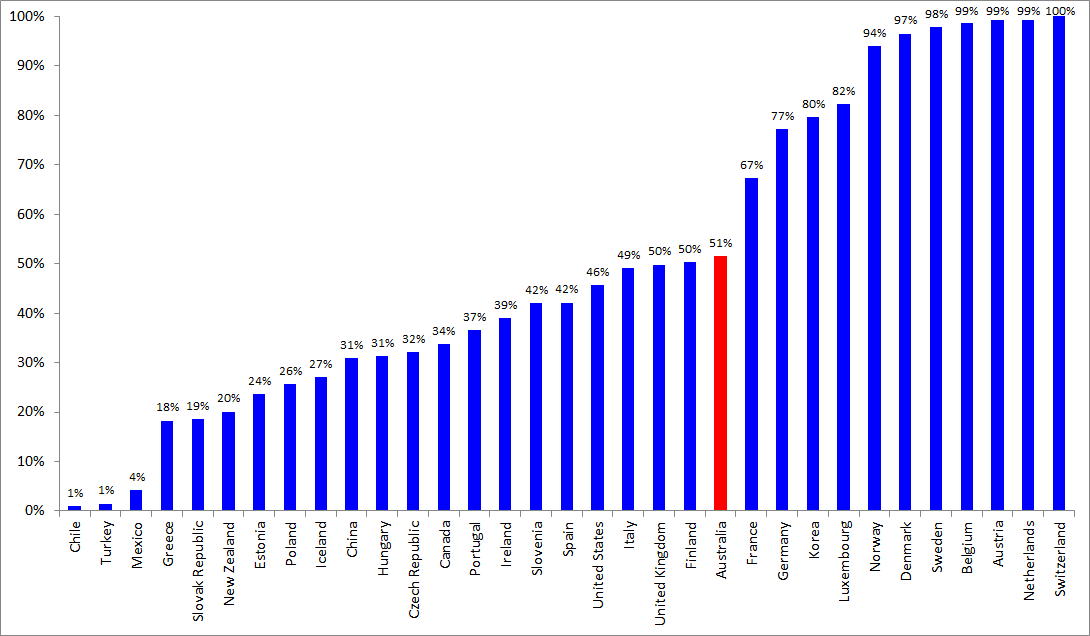 100%
90%
80%
70%
60%
50%
40%
30%
20%
10%
0%
1%
1%
4%
18%
19%
20%
24%
26%
27%
31%
31%
32%
34%
37%
39%
42%
42%
46%
49%
50%
50%
51%
67%
77%
80%
82%
94%
97%
98%
99%
99%
99%
100%
Chile
Turkey
Mexico
Greece
Slovak Republic
New Zealand
Estonia
Poland
Iceland
China
Hungary
Czech Republic
Canada
Portugal
Ireland
Slovenia
Spain
United States
Italy
United Kingdom
Finland
Australia
France
Germany
Korea
Luxembourg
Norway
Denmark
Sweden
Belgium
Austria
Netherlands
Switzerland